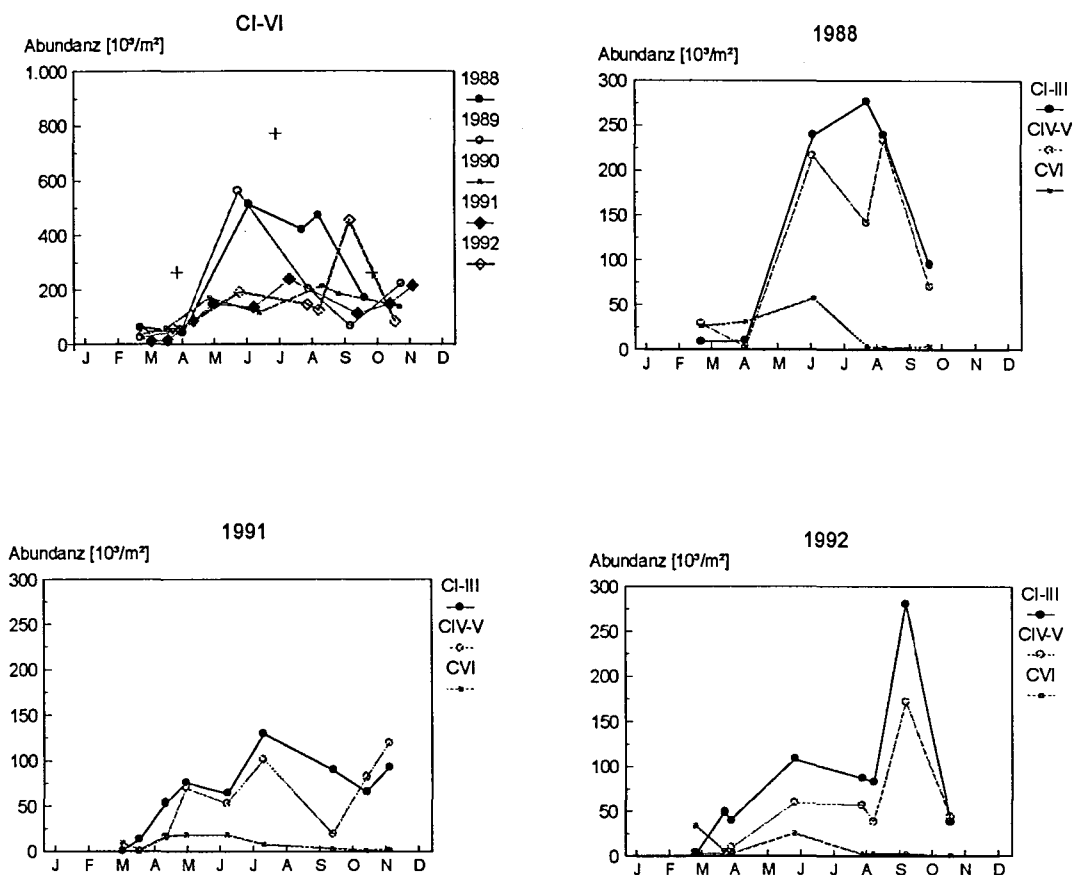 CI-VI
Abundanz [10³/m²]
1.000
800
600
400
200
0
J F M A M J J A S O N D
1988
1989
1990
1991
1992
1988
Abundanz [10³/m²]
300
250
200
150
100
50
0
J F M A M J J A S O N D
CI-III
CIV-V
CVI
1991
Abundanz [10³/m²]
300
250
200
150
100
50
0
J F M A M J J A S O N D
CI-III
CIV-V
CVI
1992
Abundanz [10³/m²]
300
250
200
150
100
50
0
J F M A M J J A S O N D
CI-III
CIV-V
CVI